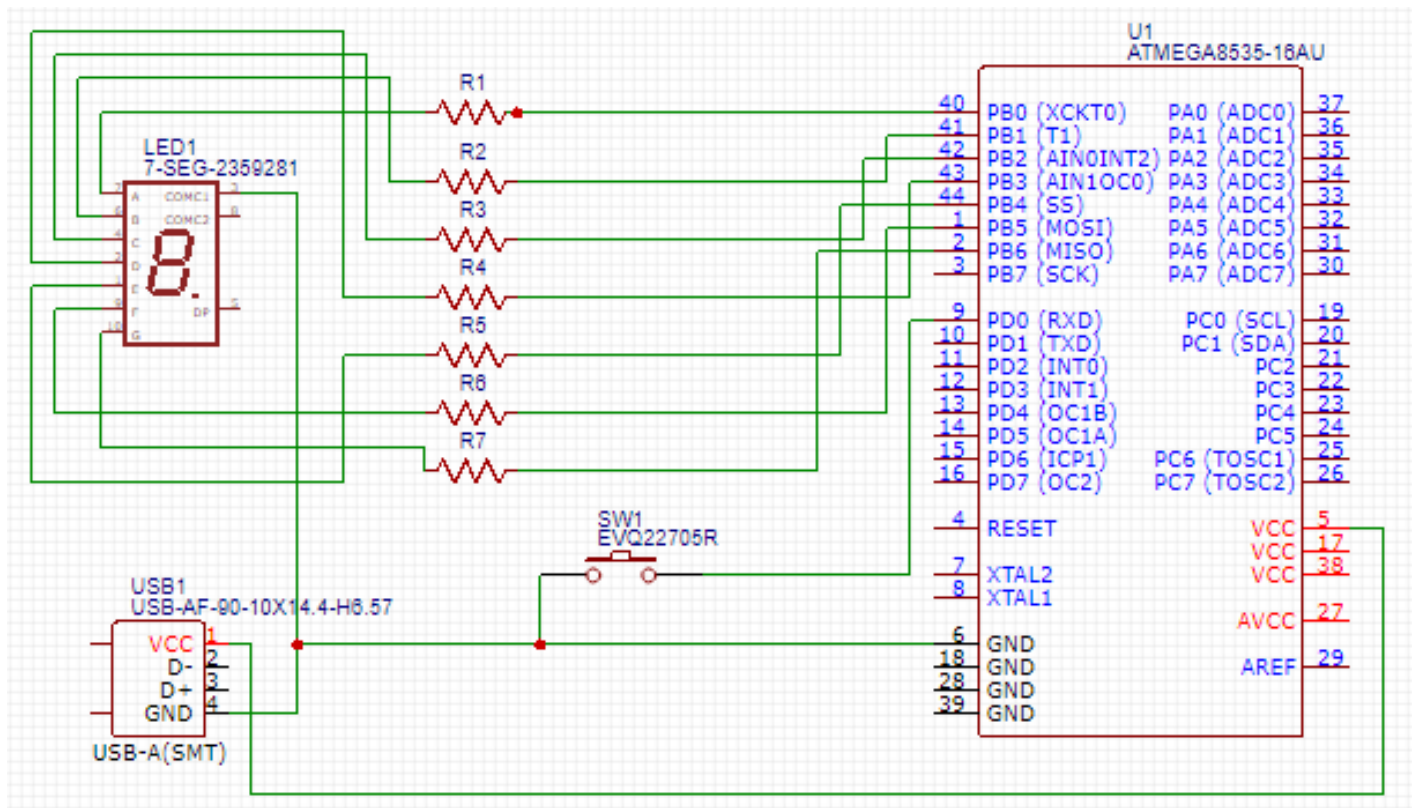 U1
ATMEGA8535-16AU
R1
40 PB0 (XCKT0) PA0 (ADC0) 37
41 PB1 (T1) PA1 (ADC1) 36
42 PB2 (AIN0INT2) PA2 (ADC2) 35
43 PB3 (AIN1OC0) PA3 (ADC3) 34
44 PB4 (SS) PA4 (ADC4) 33
1 PB5 (MOSI) PA5 (ADC5) 32
2 PB6 (MISO) PA6 (ADC6) 31
3 PB7 (SCK) PA7 (ADC7) 30
9 PD0 (RXD) PC0 (SCL) 19
10 PD1 (TXD) PC1 (SDA) 20
11 PD2 (INT0) PC2 21
12 PD3 (INT1) PC3 22
13 PD4 (OC1B) PC4 23
14 PD5 (OC1A) PC5 24
15 PD6 (ICP1) PC6 (TOSC1) 25
16 PD7 (OC2) PC7 (TOSC2) 26
4 RESET VCC 5
VCC 17
7 XTAL2 VCC 38
8 XTAL1
AVCC 27
6 GND
18 GND AREF 29
28 GND
39 GND
R2
R3
R4
R5
R6
R7
LED1
7-SEG-2359281
A COMC1
COMC2
C
D
DP
10 G
SW1
EVQ22705R
USB1
USB-AF-90-10X14.4-H6.57
VCC 1
D- 2
D+ 3
GND 4
USB-A(SMT)